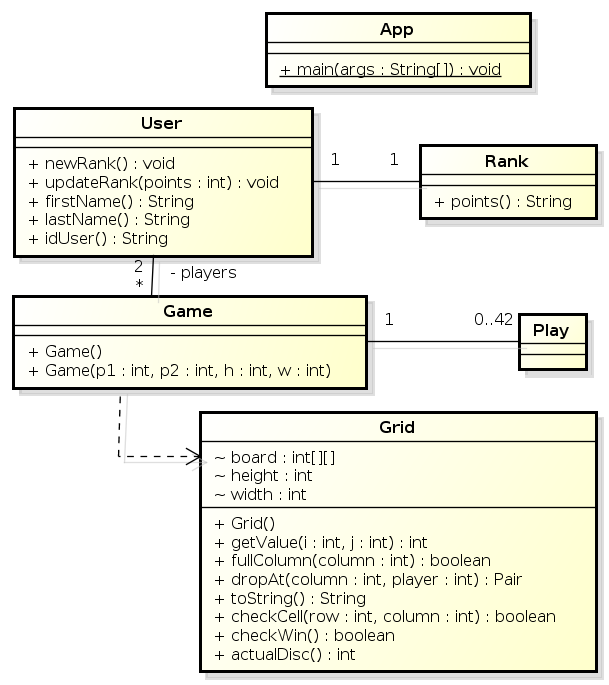 App
+ main(args : String[]) : void
User
+ newRank() : void
+ updateRank(points : int) : void
+ firstName() : String
+ lastName() : String
+ idUser() : String
1
1
Rank
+ points() : String
2
- players
*
Game
+ Game()
+ Game(p1 : int, p2 : int, h : int, w : int)
1
0..42
Play
Grid
~ board : int[][]
~ height : int
~ width : int
+ Grid()
+ getValue(i : int, j : int) : int
+ fullColumn(column : int) : boolean
+ dropAt(column : int, player : int) : Pair
+ toString() : String
+ checkCell(row : int, column : int) : boolean
+ checkWin() : boolean
+ actualDisc() : int